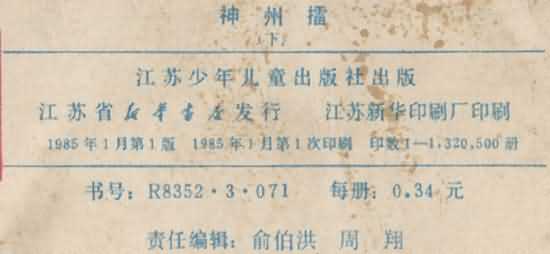 神州擂
(下)
江苏少年儿童出版社出版
江苏省新华书店发行 江苏新华印刷厂印刷
1985年1月第1版 1985年1月第1次印刷 印数1—1,320,500册
书号：R8352·3·071 每册：0.34元
责任编辑：俞伯洪 周 翔